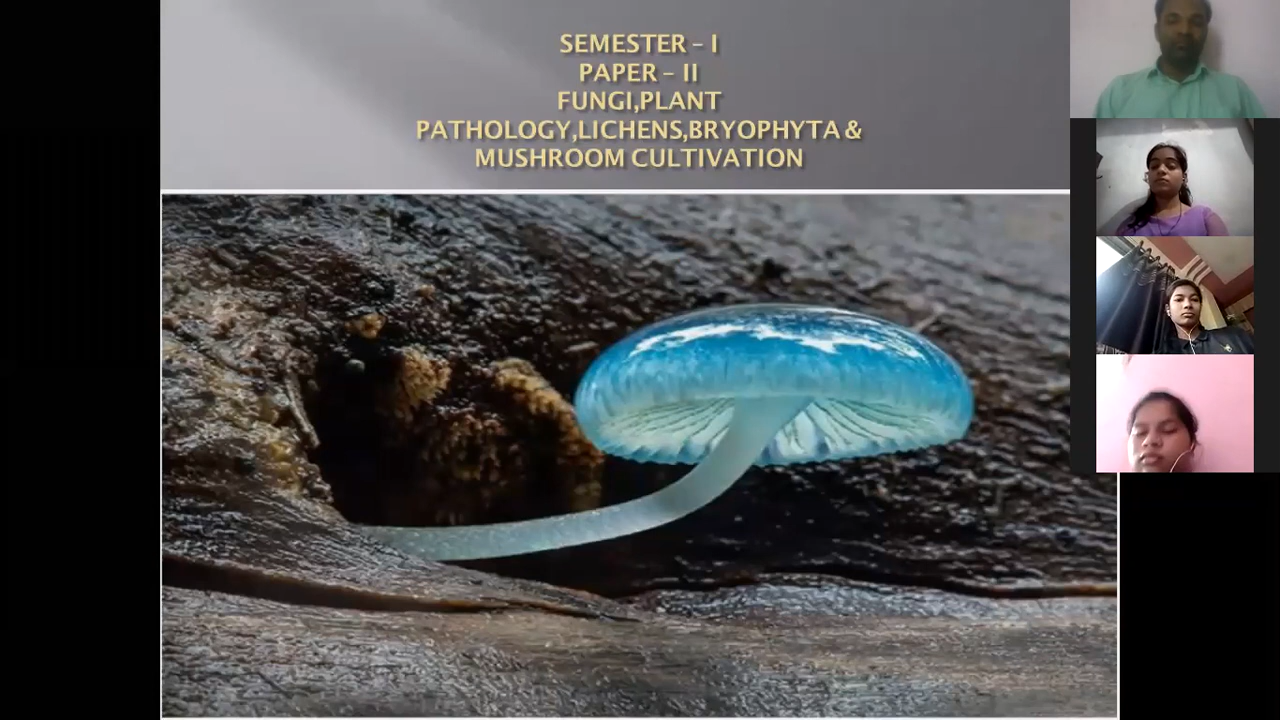 SEMESTER – I
PAPER – II
FUNGI,PLANT
PATHOLOGY,LICHENS,BRYOPHYTA &
MUSHROOM CULTIVATION